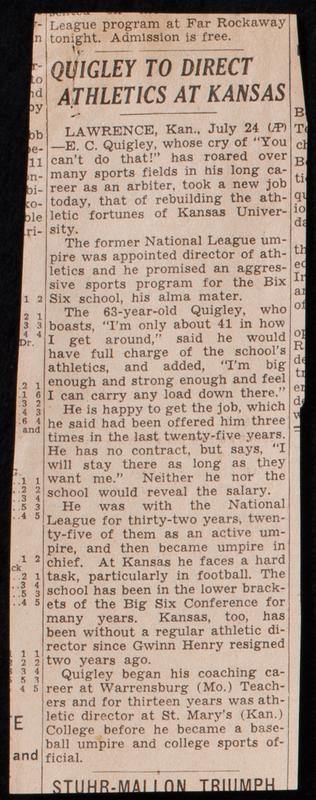 League program at Far Rockaway
tonight. Admission is free.
QUIGLEY TO DIRECT
ATHLETICS AT KANSAS
LAWRENCE, Kan., July 24 (AP)
—E. C. Quigley, whose cry of "You
can't do that!" has roared over
many sports fields in his long ca-
reer as an arbiter, took a new job
today, that of rebuilding the ath-
letic fortunes of Kansas Univer-
sity.
The former National League um-
pire was appointed director of ath-
letics and he promised an aggres-
sive sports program for the Bix
Six school, his alma mater.
The 63-year-old Quigley, who
boasts, "I'm only about 41 in how
I get around," said he would
have full charge of the school's
athletics, and added, "I'm big
enough and strong enough and feel
I can carry any load down there."
He is happy to get the job, which
he said had been offered him three
times in the last twenty-five years.
He has no contract, but says, "I
will stay there as long as they
want me." Neither he nor the
school would reveal the salary.
He was with the National
League for thirty-two years, twen-
ty-five of them as an active um-
pire, and then became umpire in
chief. At Kansas he faces a hard
task, particularly in football. The
school has been in the lower brack-
ets of the Big Six Conference for
many years. Kansas, too, has
been without a regular athletic di-
rector since Gwinn Henry resigned
two years ago.
Quigley began his coaching ca-
reer at Warrensburg (Mo.) Teach-
ers and for thirteen years was ath-
letic director at St. Mary's (Kan.)
College before he became a base-
ball umpire and college sports of-
ficial.
STUHR-MALLON TRIUMPH